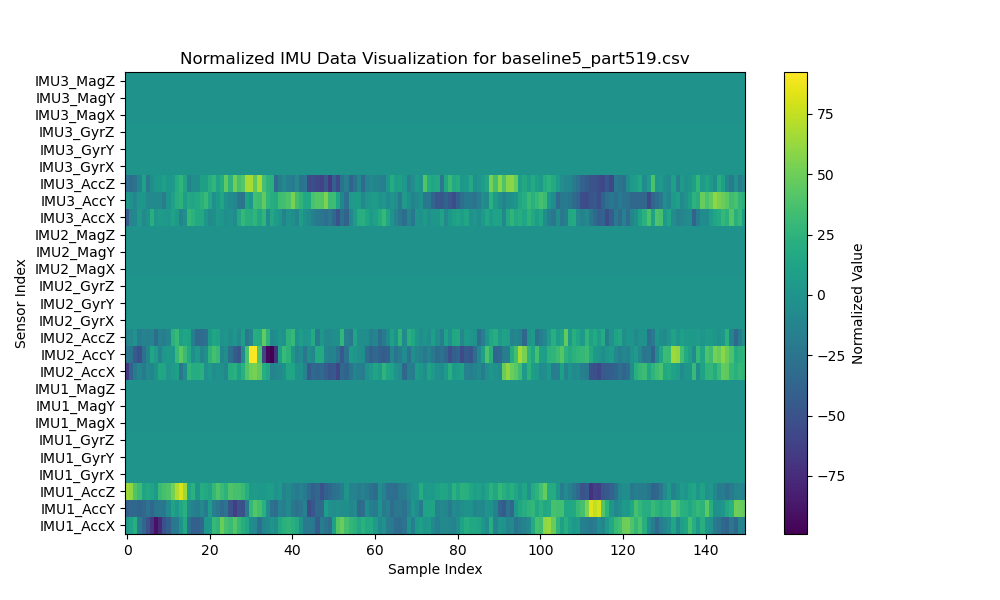 Normalized IMU Data Visualization for baseline5_part519.csv
IMU3_MagZ
IMU3_MagY
IMU3_MagX
IMU3_GyrZ
IMU3_GyrY
IMU3_GyrX
IMU3_AccZ
IMU3_AccY
IMU3_AccX
IMU2_MagZ
IMU2_MagY
IMU2_MagX
IMU2_GyrZ
IMU2_GyrY
IMU2_GyrX
IMU2_AccZ
IMU2_AccY
IMU2_AccX
IMU1_MagZ
IMU1_MagY
IMU1_MagX
IMU1_GyrZ
IMU1_GyrY
IMU1_GyrX
IMU1_AccZ
IMU1_AccY
IMU1_AccX
Sensor Index
0 20 40 60 80 100 120 140
Sample Index
75
50
25
0
−25
−50
−75
Normalized Value